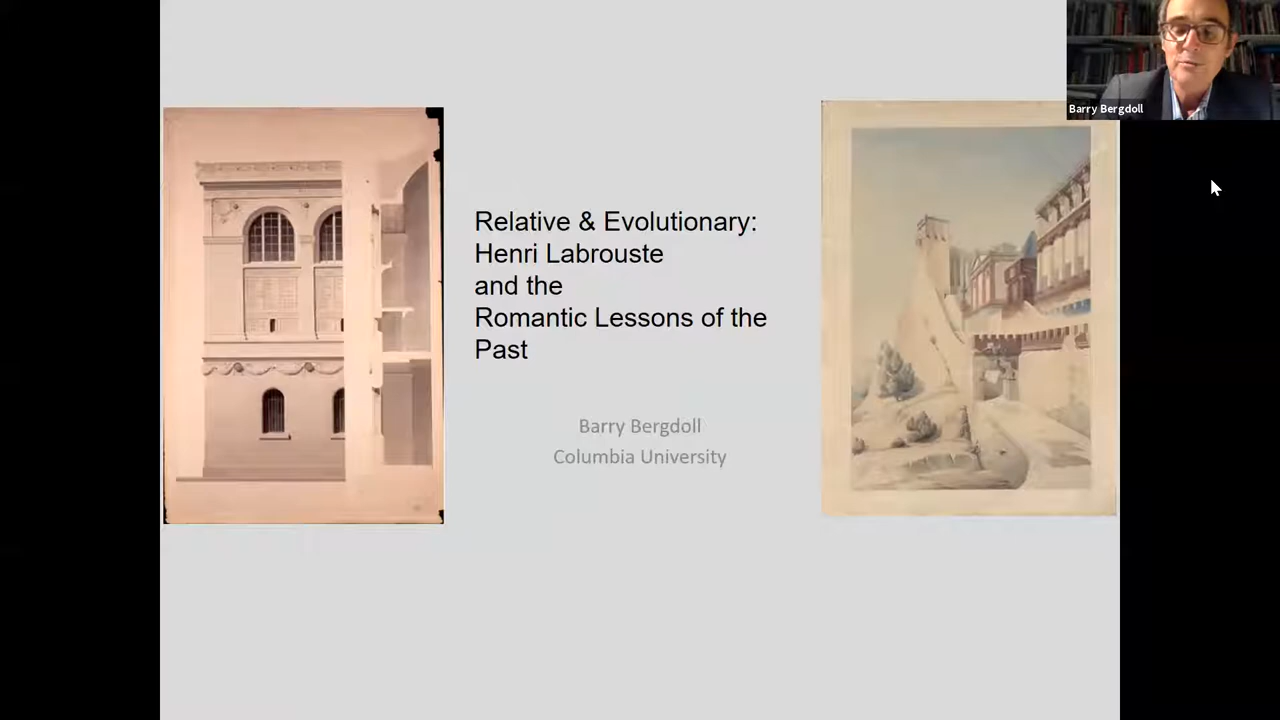 Barry Bergdoll
Relative & Evolutionary:
Henri Labrouste
and the
Romantic Lessons of the
Past
Barry Bergdoll
Columbia University